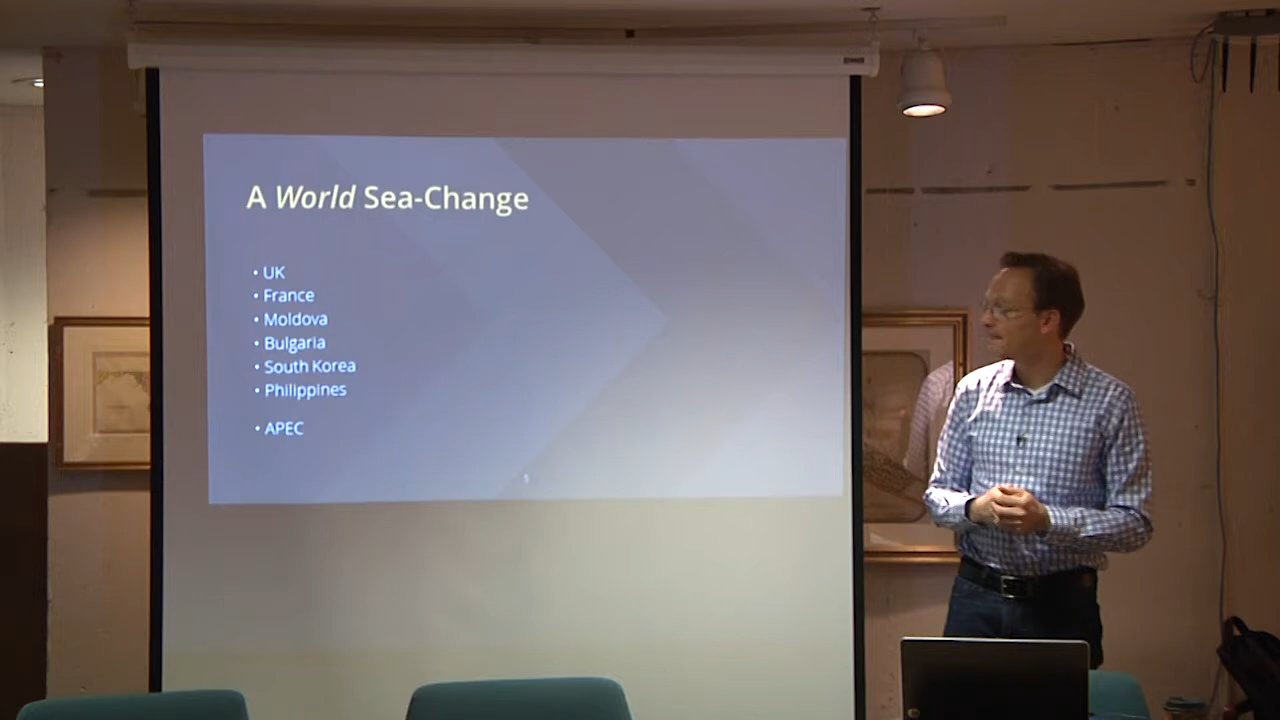 A World Sea-Change
• UK
• France
• Moldova
• Bulgaria
• South Korea
• Philippines
• APEC